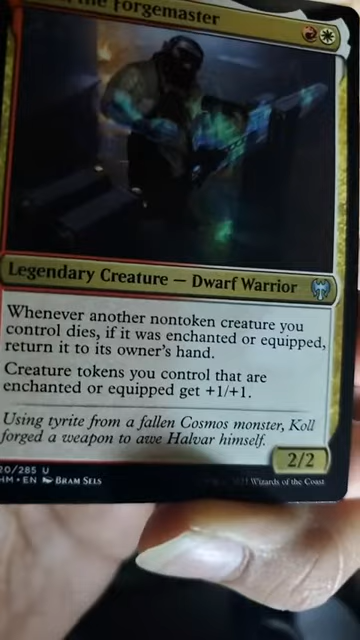 the Forgemaster
Legendary Creature — Dwarf Warrior
Whenever another nontoken creature you
control dies, if it was enchanted or equipped,
return it to its owner's hand.
Creature tokens you control that are
enchanted or equipped get +1/+1.
Using tyrite from a fallen Cosmos monster, Koll
forged a weapon to awe Halvar himself.
2/2
20/285 U
HM • EN Bram Sels
Wizards of the Coast